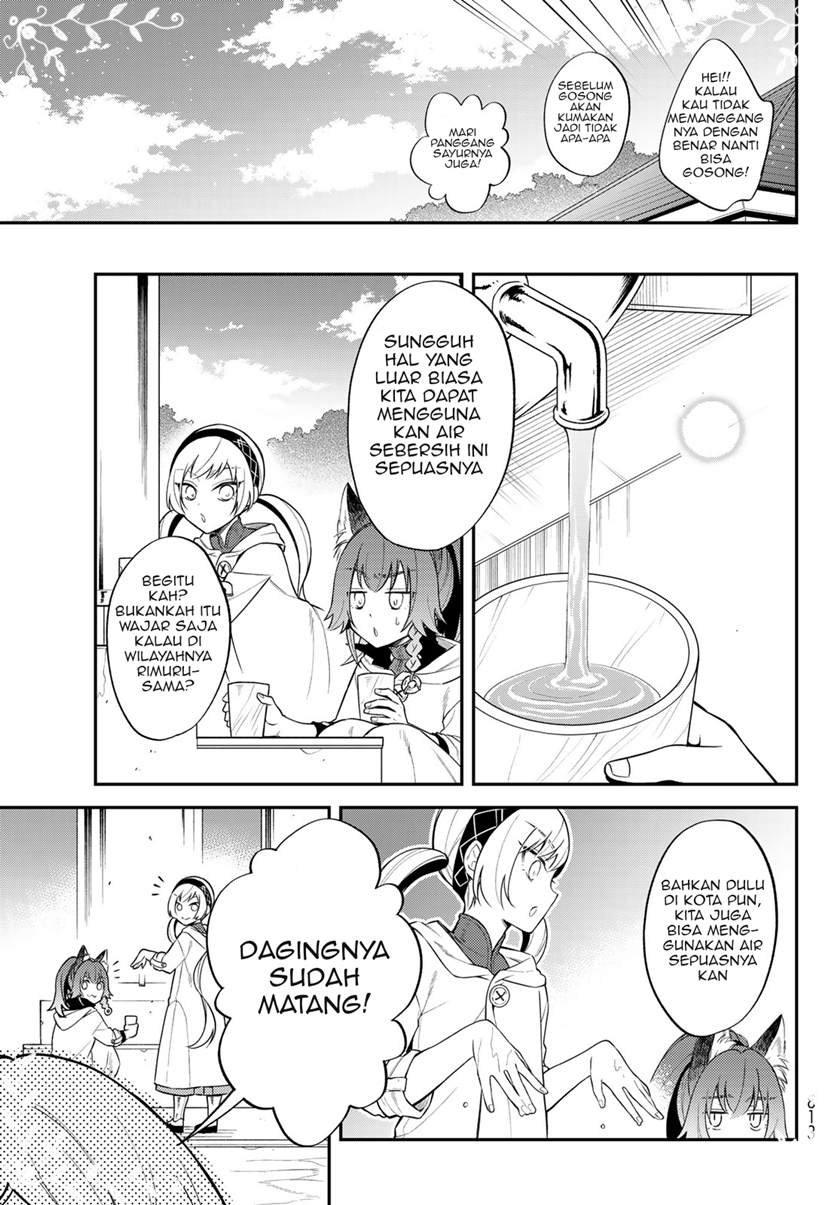 HEI!!
KALAU
KAU TIDAK
MEMANGGANG
NYA DENGAN
BENAR NANTI
BISA
GOSONG!
SEBELUM
GOSONG
AKAN
KUMAKAN
JADI TIDAK
APA-APA
MARI
PANGGANG
SAYURNYA
JUGA!
SUNGGUH
HAL YANG
LUAR BIASA
KITA DAPAT
MENGGUNA
KAN AIR
SEBERSIH INI
SEPUASNYA
BEGITU
KAH?
BUKANKAH ITU
WAJAR SAJA
KALAU DI
WILAYAHNYA
RIMURU-
SAMA?
BAHKAN DULU
DI KOTA PUN,
KITA JUGA
BISA MENG-
GUNAKAN AIR
SEPUASNYA
KAN
DAGINGNYA
SUDAH
MATANG!
813